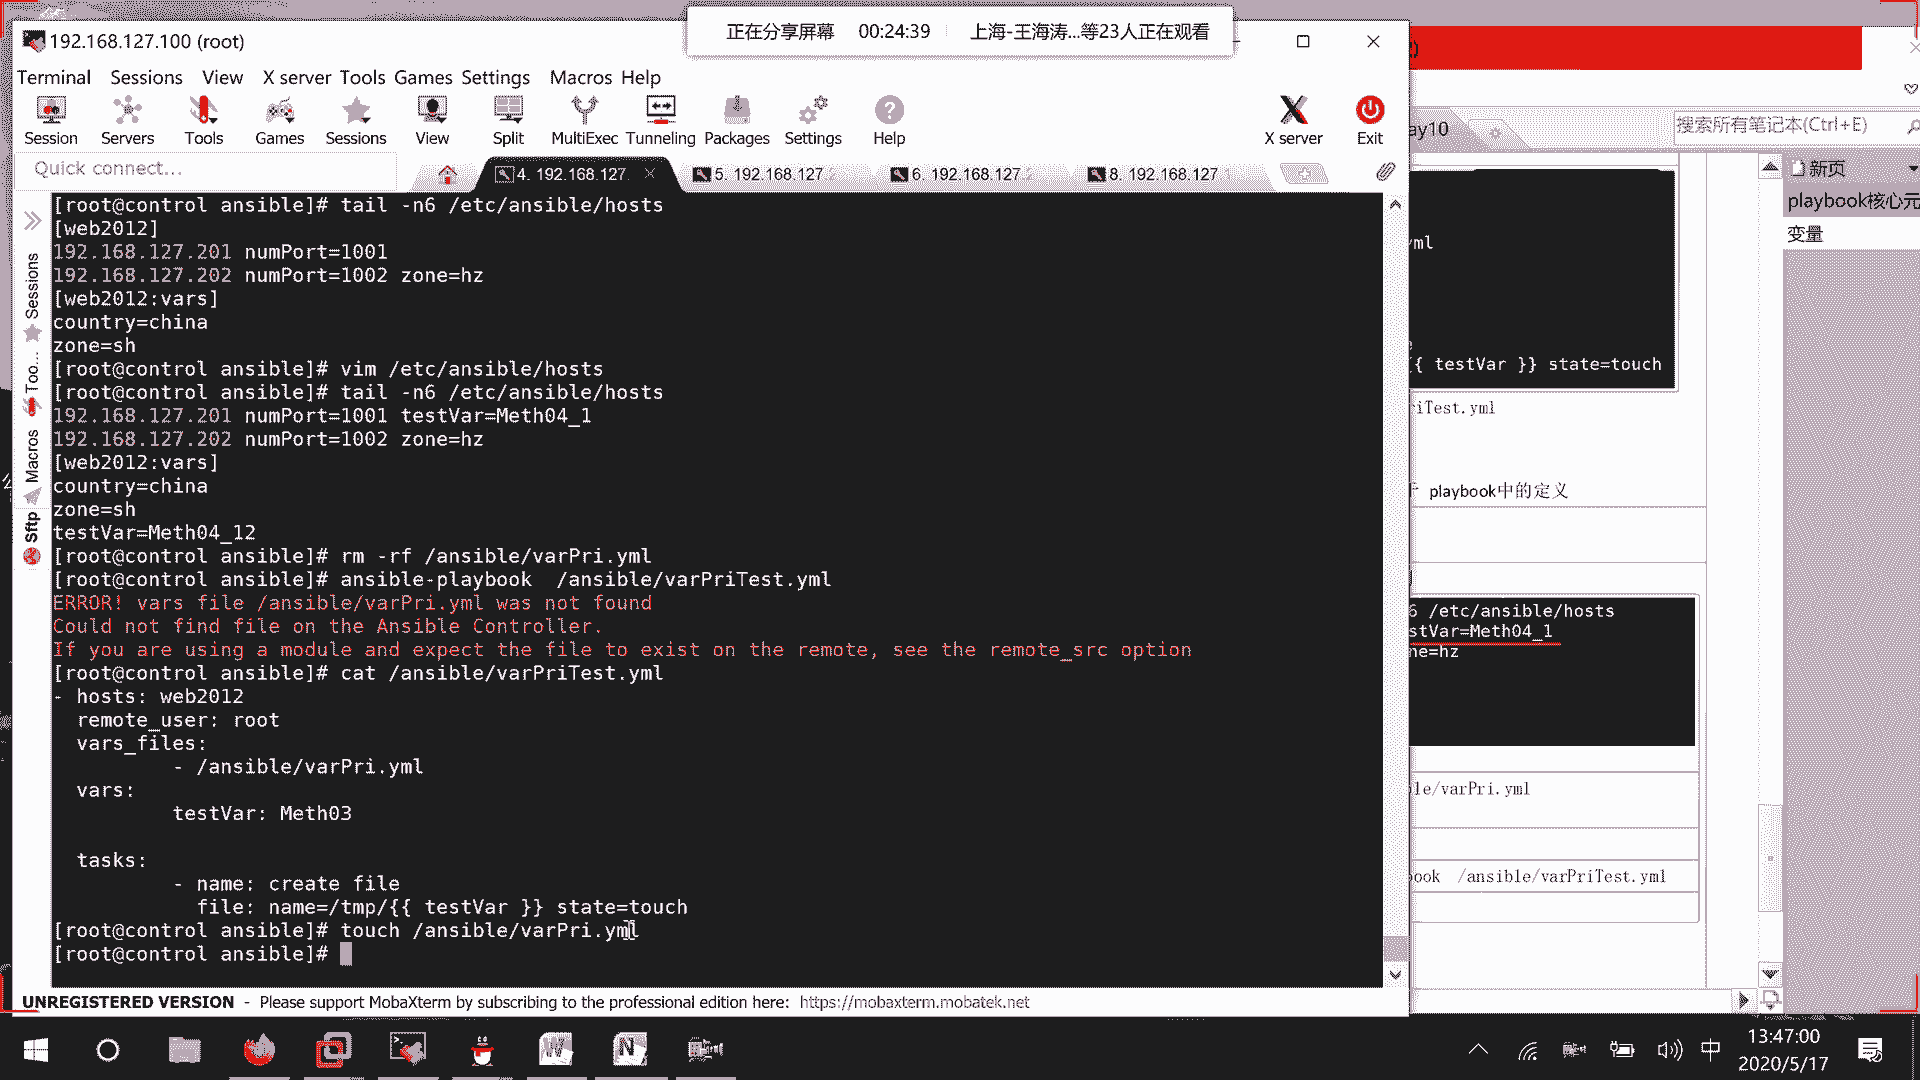 正在分享屏幕 00:24:39 上海-王海涛...等23人正在观看
192.168.127.100 (root)
Terminal Sessions View X server Tools Games Settings Macros Help
Session Servers Tools Games Sessions View Split MultiExec Tunneling Packages Settings Help X server Exit
Quick connect...
4. 192.168.127.
5. 192.168.127.
6. 192.168.127.
8. 192.168.127
Sessions
Too...
Macros
Sftp
[root@control ansible]# tail -n6 /etc/ansible/hosts
[web2012]
192.168.127.201 numPort=1001
192.168.127.202 numPort=1002 zone=hz
[web2012:vars]
country=china
zone=sh
[root@control ansible]# vim /etc/ansible/hosts
[root@control ansible]# tail -n6 /etc/ansible/hosts
192.168.127.201 numPort=1001 testVar=Meth04_1
192.168.127.202 numPort=1002 zone=hz
[web2012:vars]
country=china
zone=sh
testVar=Meth04_12
[root@control ansible]# rm -rf /ansible/varPri.yml
[root@control ansible]# ansible-playbook  /ansible/varPriTest.yml
ERROR! vars file /ansible/varPri.yml was not found
Could not find file on the Ansible Controller.
If you are using a module and expect the file to exist on the remote, see the remote_src option
[root@control ansible]# cat /ansible/varPriTest.yml
- hosts: web2012
  remote_user: root
  vars_files:
          - /ansible/varPri.yml
  vars:
          testVar: Meth03
  tasks:
          - name: create file
            file: name=/tmp/{{ testVar }} state=touch
[root@control ansible]# touch /ansible/varPri.yml
[root@control ansible]#
UNREGISTERED VERSION - Please support MobaXterm by subscribing to the professional edition here: https://mobaxterm.mobatek.net
ay10
搜索所有笔记本(Ctrl+E)
新页
playbook核心元
变量
ml
{{ testVar }} state=touch
iTest.yml
playbook中的定义
6 /etc/ansible/hosts
stVar=Meth04_1
ne=hz
le/varPri.yml
ook /ansible/varPriTest.yml
中
13:47:00
2020/5/17